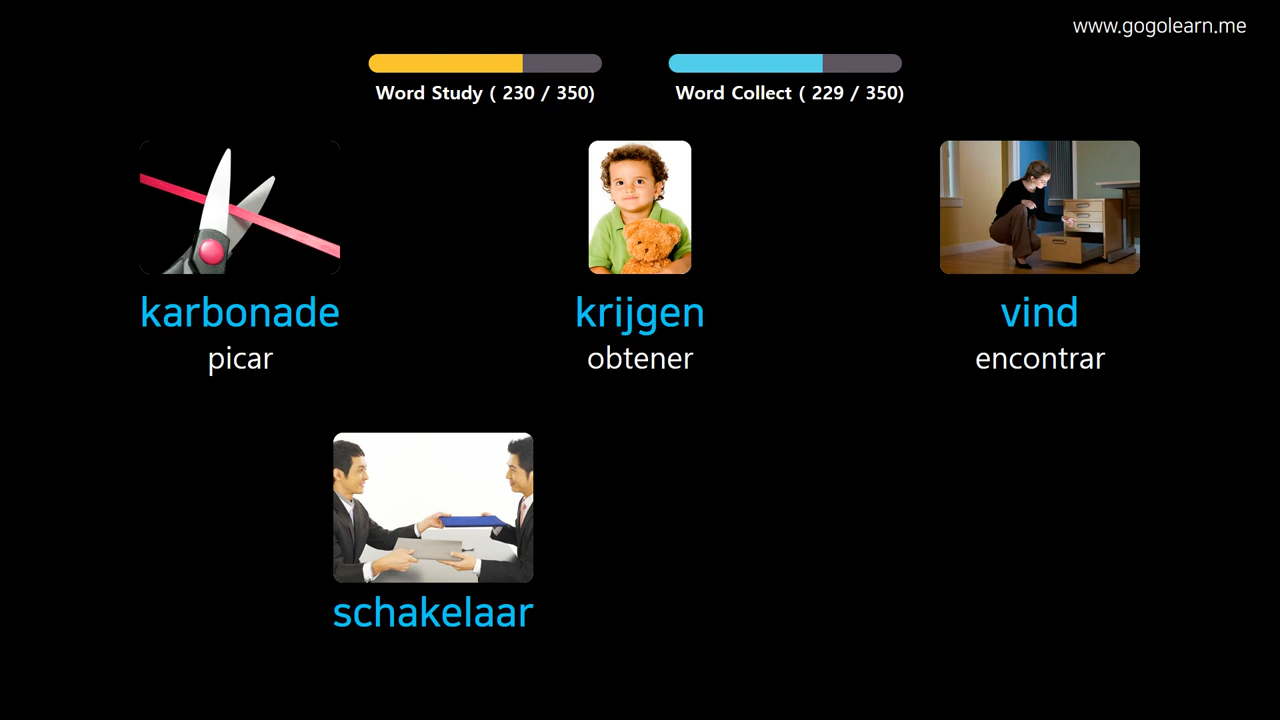 www.gogolearn.me
Word Study ( 230 / 350)
Word Collect ( 229 / 350)
karbonade
picar
krijgen
obtener
vind
encontrar
schakelaar